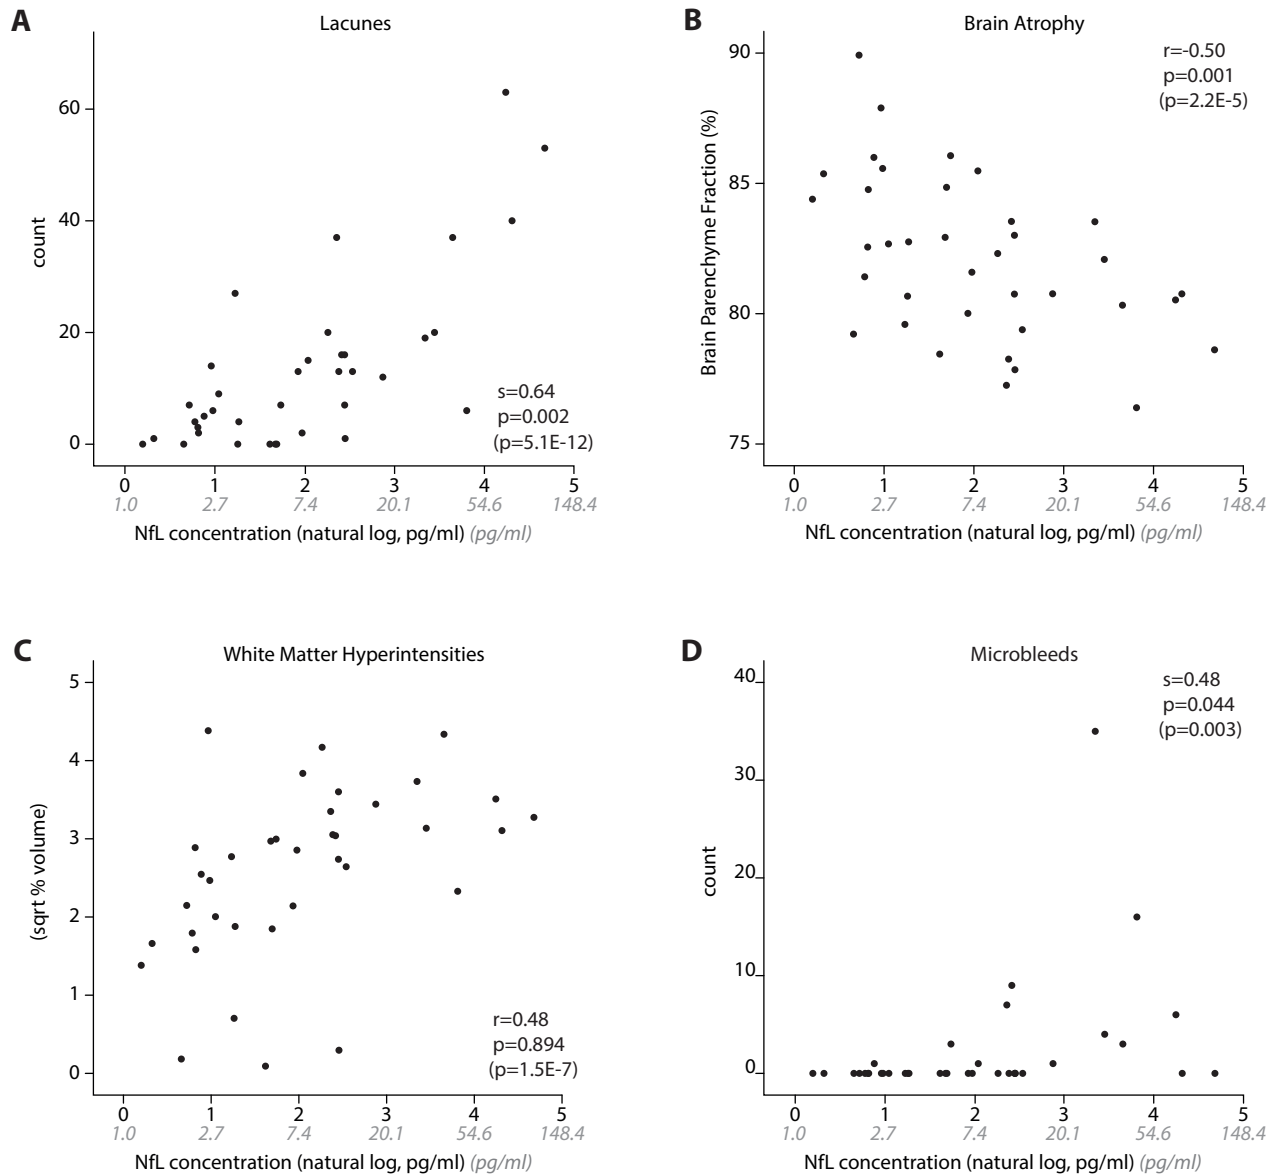 A
Lacunes
60
40
20
0
count
s=0.64
p=0.002
(p=5.1E-12)
0 1 2 3 4 5
1.0 2.7 7.4 20.1 54.6 148.4
NfL concentration (natural log, pg/ml) (pg/ml)
B
Brain Atrophy
90
85
80
75
Brain Parenchyme Fraction (%)
r=-0.50
p=0.001
(p=2.2E-5)
0 1 2 3 4 5
1.0 2.7 7.4 20.1 54.6 148.4
NfL concentration (natural log, pg/ml) (pg/ml)
C
White Matter Hyperintensities
5
4
3
2
1
0
(sqrt % volume)
r=0.48
p=0.894
(p=1.5E-7)
0 1 2 3 4 5
1.0 2.7 7.4 20.1 54.6 148.4
NfL concentration (natural log, pg/ml) (pg/ml)
D
Microbleeds
40
30
20
10
0
count
s=0.48
p=0.044
(p=0.003)
0 1 2 3 4 5
1.0 2.7 7.4 20.1 54.6 148.4
NfL concentration (natural log, pg/ml) (pg/ml)